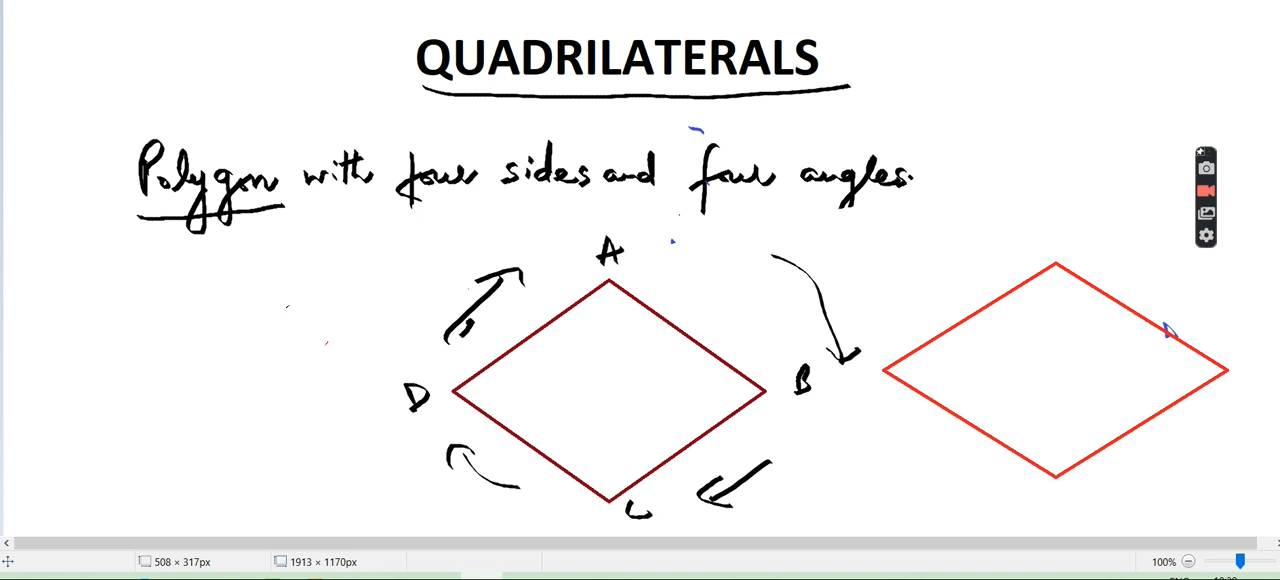 QUADRILATERALS
Polygon with four sides and four angles.
A
D
B
C
508 × 317px
1913 × 1170px
100%